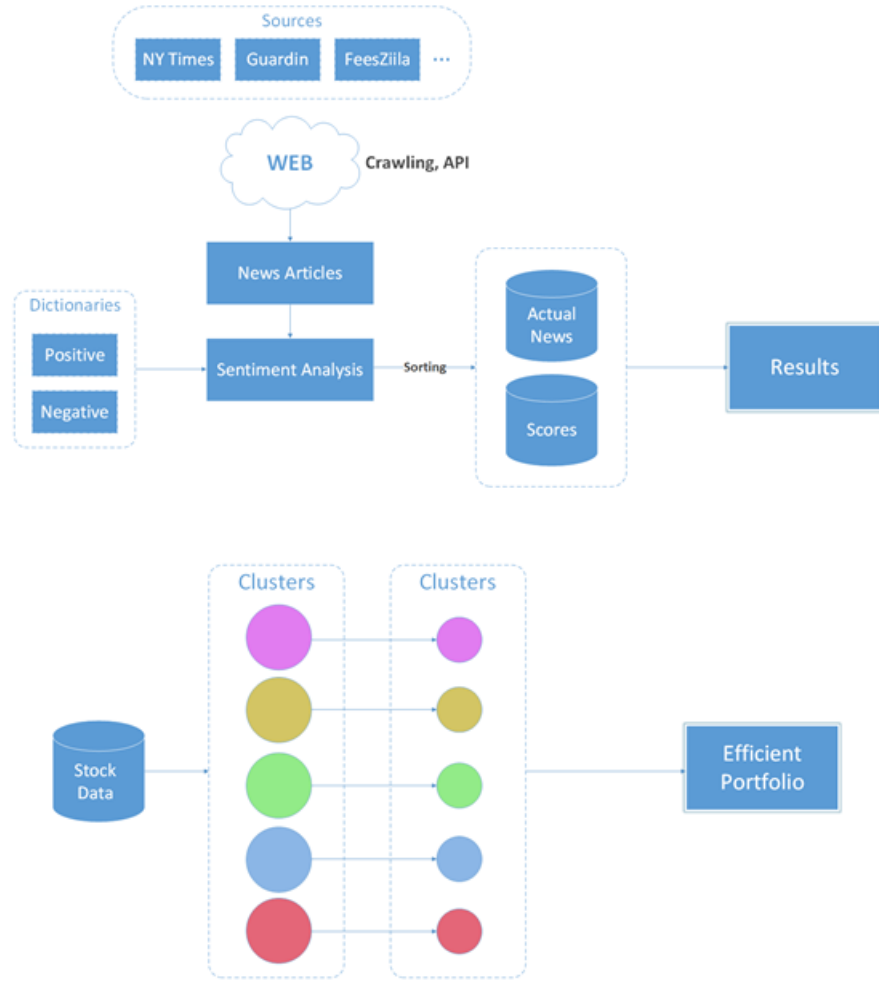 Sources
NY Times
Guardin
FeesZiila
...
WEB
Crawling, API
News Articles
Dictionaries
Positive
Negative
Sentiment Analysis
Sorting
Actual
News
Scores
Results
Clusters
Clusters
Stock
Data
Efficient
Portfolio